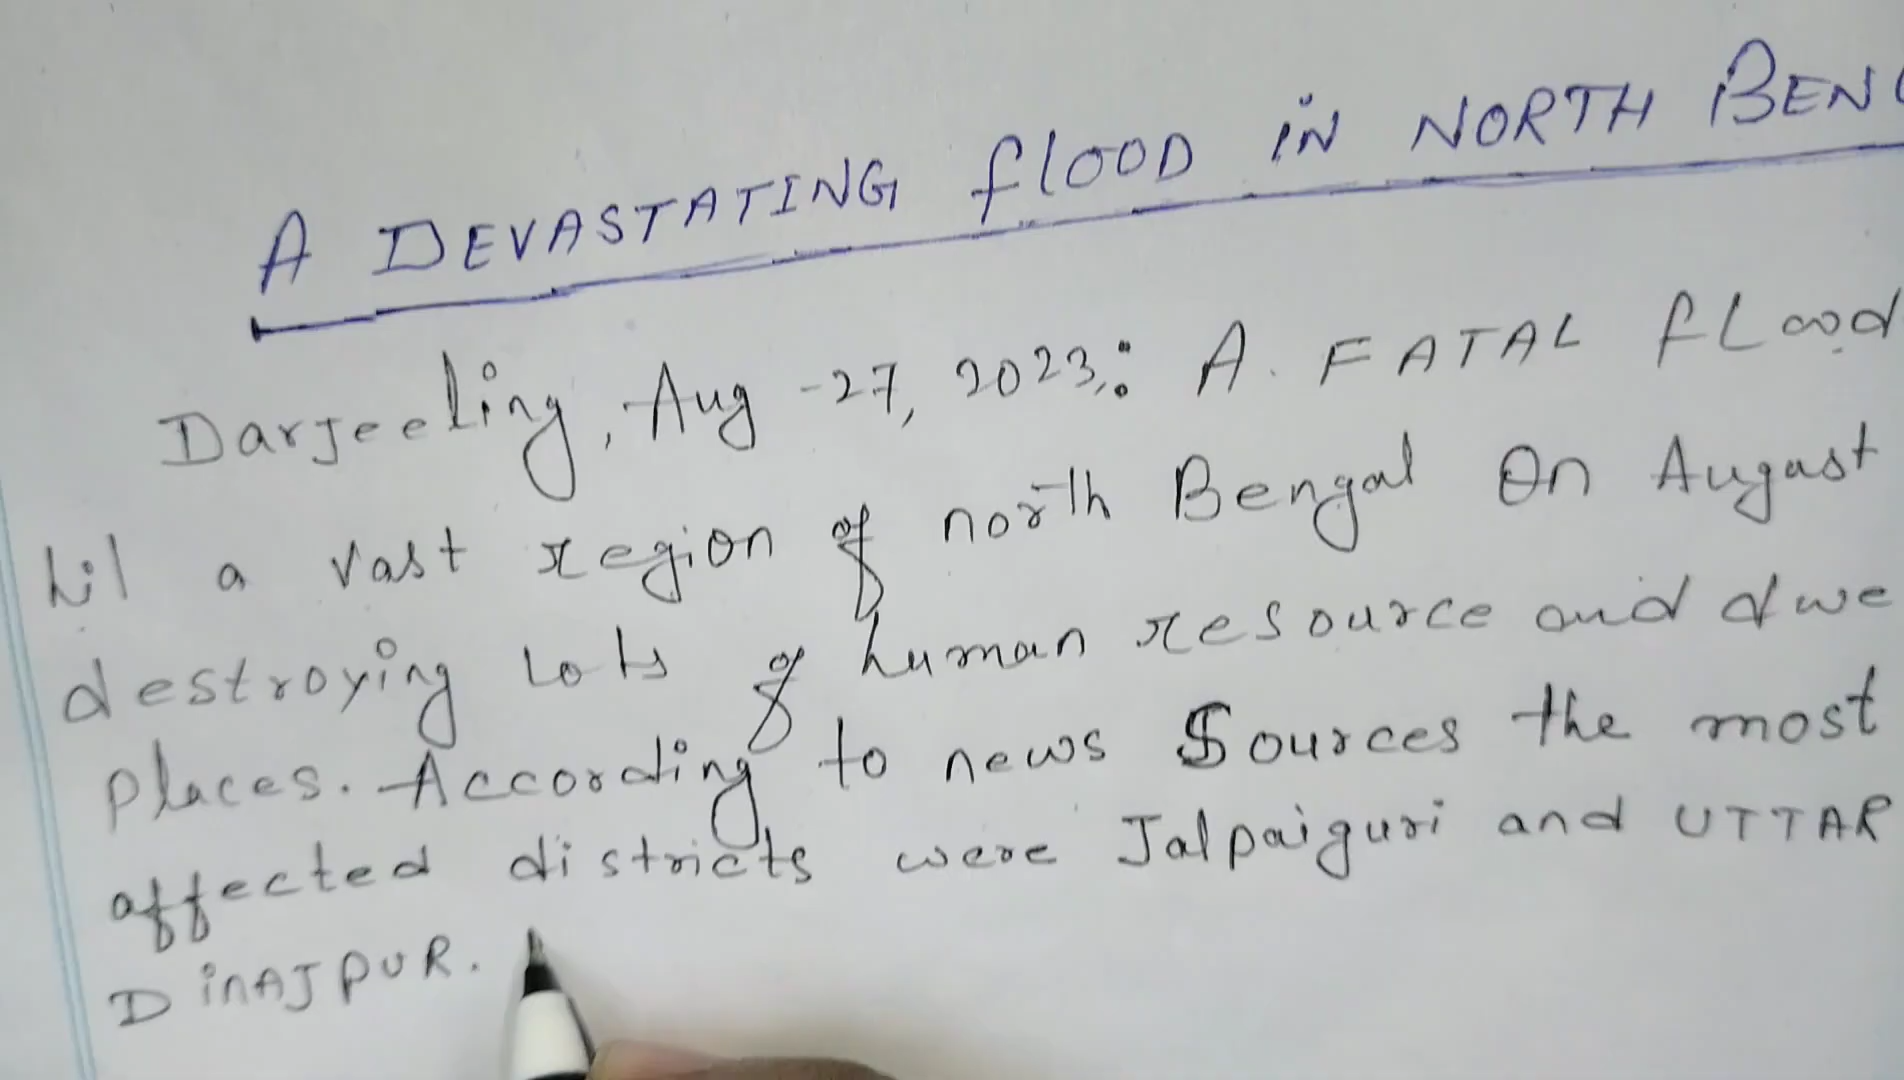 A DEVASTATING flOOD iN NORTH BENG
Darjeeling, Aug -27, 2023,: A. FATAL fLood
hil a vast region of north Bengal On August
destroying Lots of human resource and dwe
places. According to news Sources the most
affected districts were Jalpaiguri and UTTAR
DinAJpUR.